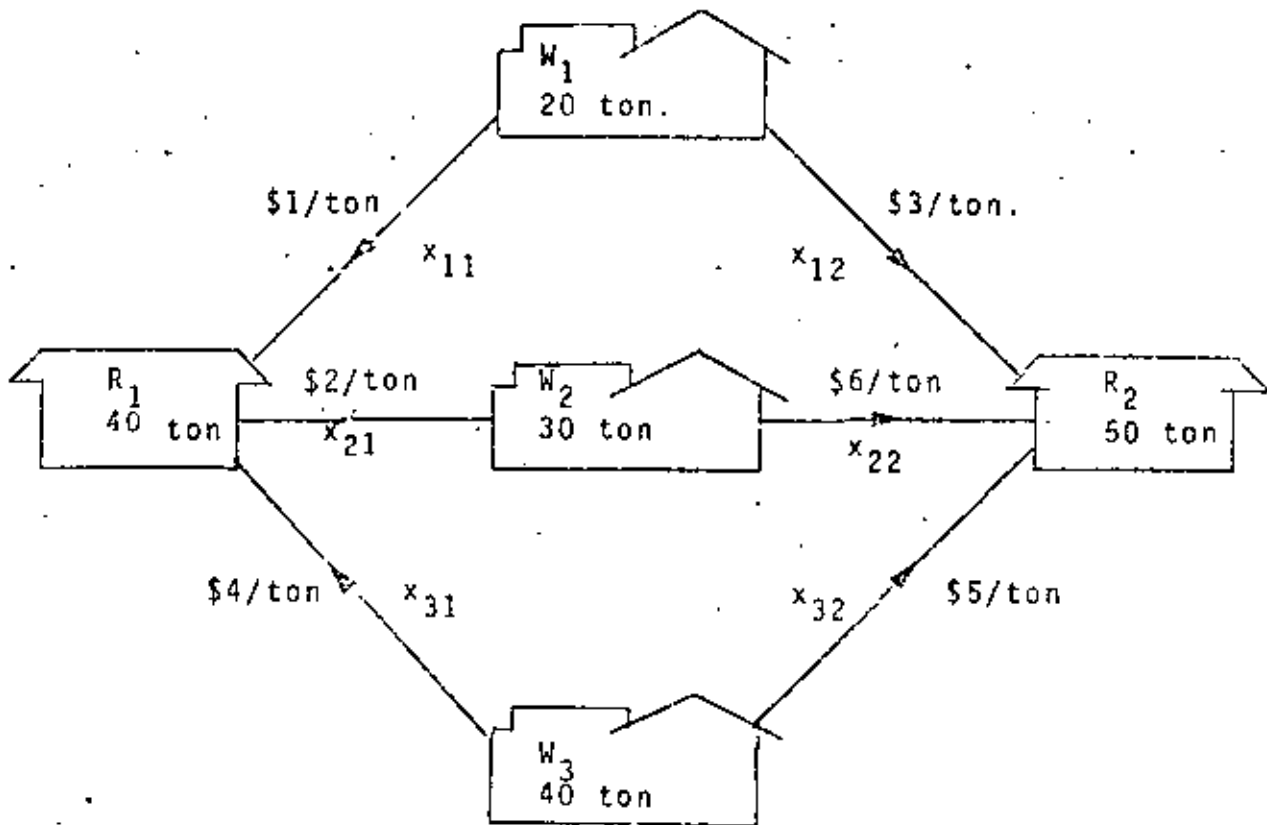 W1
20 ton.
$1/ton
$3/ton.
x11
x12
R1
40 ton
$2/ton
x21
W2
30 ton
$6/ton
x22
R2
50 ton
$4/ton
x31
x32
$5/ton
W3
40 ton